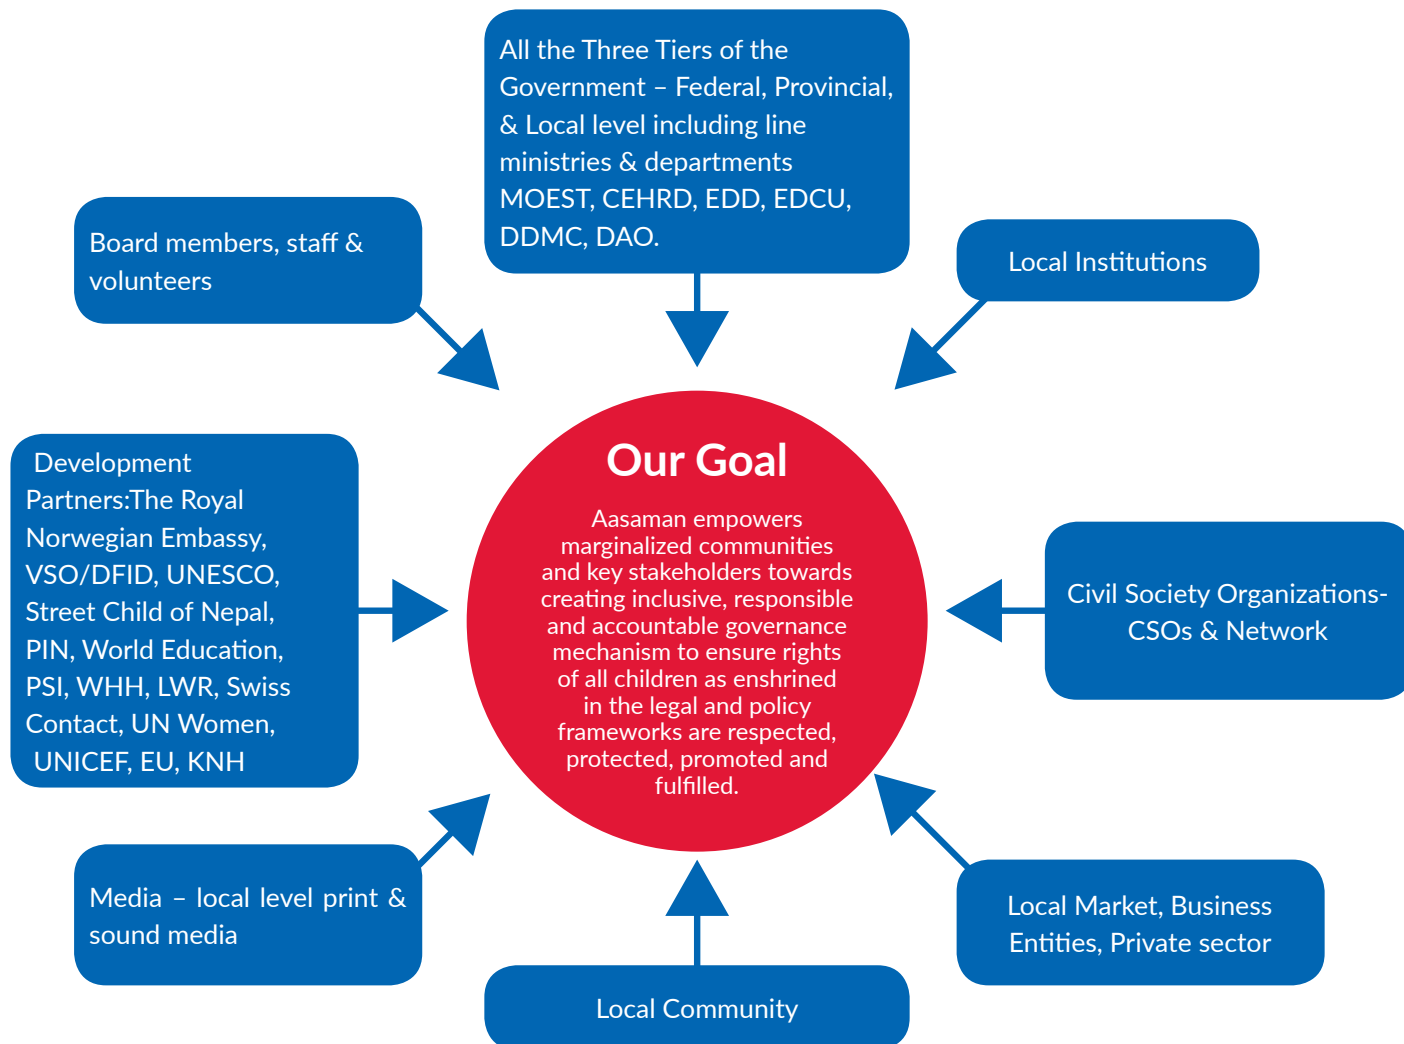 All the Three Tiers of the
Government – Federal, Provincial,
& Local level including line
ministries & departments
MOEST, CEHRD, EDD, EDCU,
DDMC, DAO.
Board members, staff &
volunteers
Local Institutions
Our Goal
Aasaman empowers
marginalized communities
and key stakeholders towards
creating inclusive, responsible
and accountable governance
mechanism to ensure rights
of all children as enshrined
in the legal and policy
frameworks are respected,
protected, promoted and
fulfilled.
Development
Partners:The Royal
Norwegian Embassy,
VSO/DFID, UNESCO,
Street Child of Nepal,
PIN, World Education,
PSI, WHH, LWR, Swiss
Contact, UN Women,
UNICEF, EU, KNH
Civil Society Organizations-
CSOs & Network
Media – local level print &
sound media
Local Market, Business
Entities, Private sector
Local Community